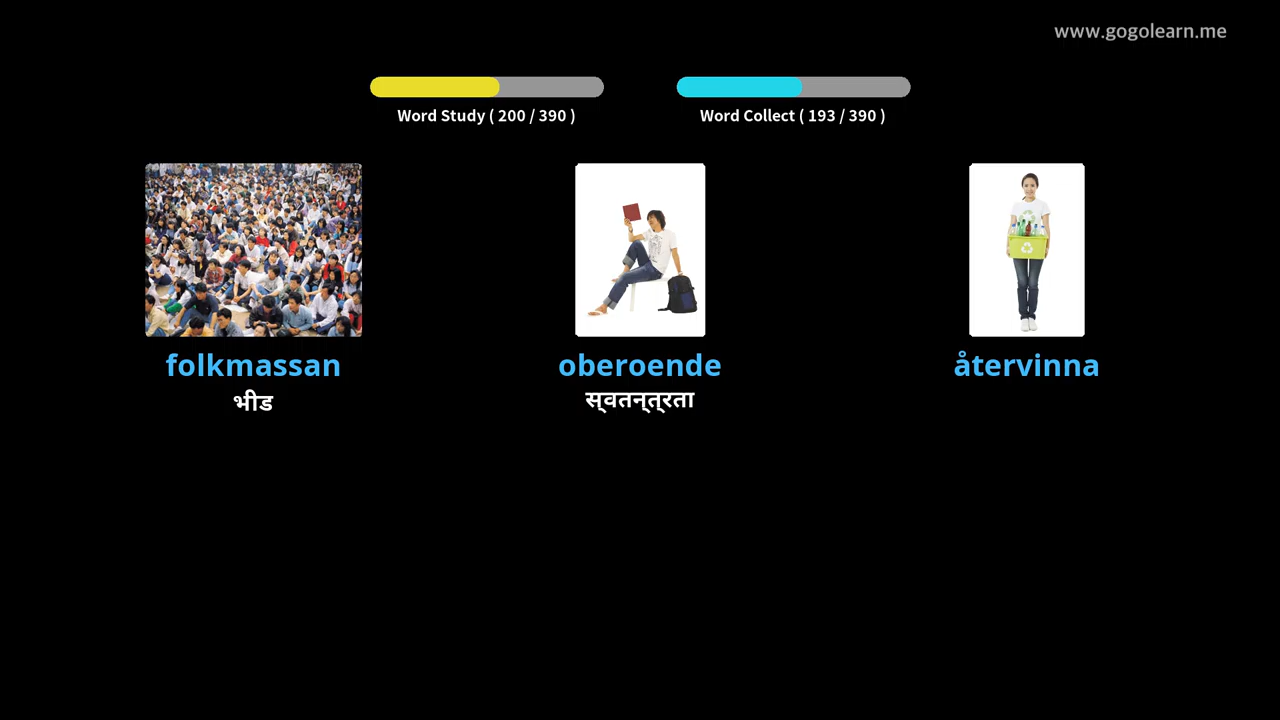 www.gogolearn.me
Word Study ( 200 / 390 )
Word Collect ( 193 / 390 )
folkmassan
भीड
oberoende
स्वतन्त्रता
återvinna